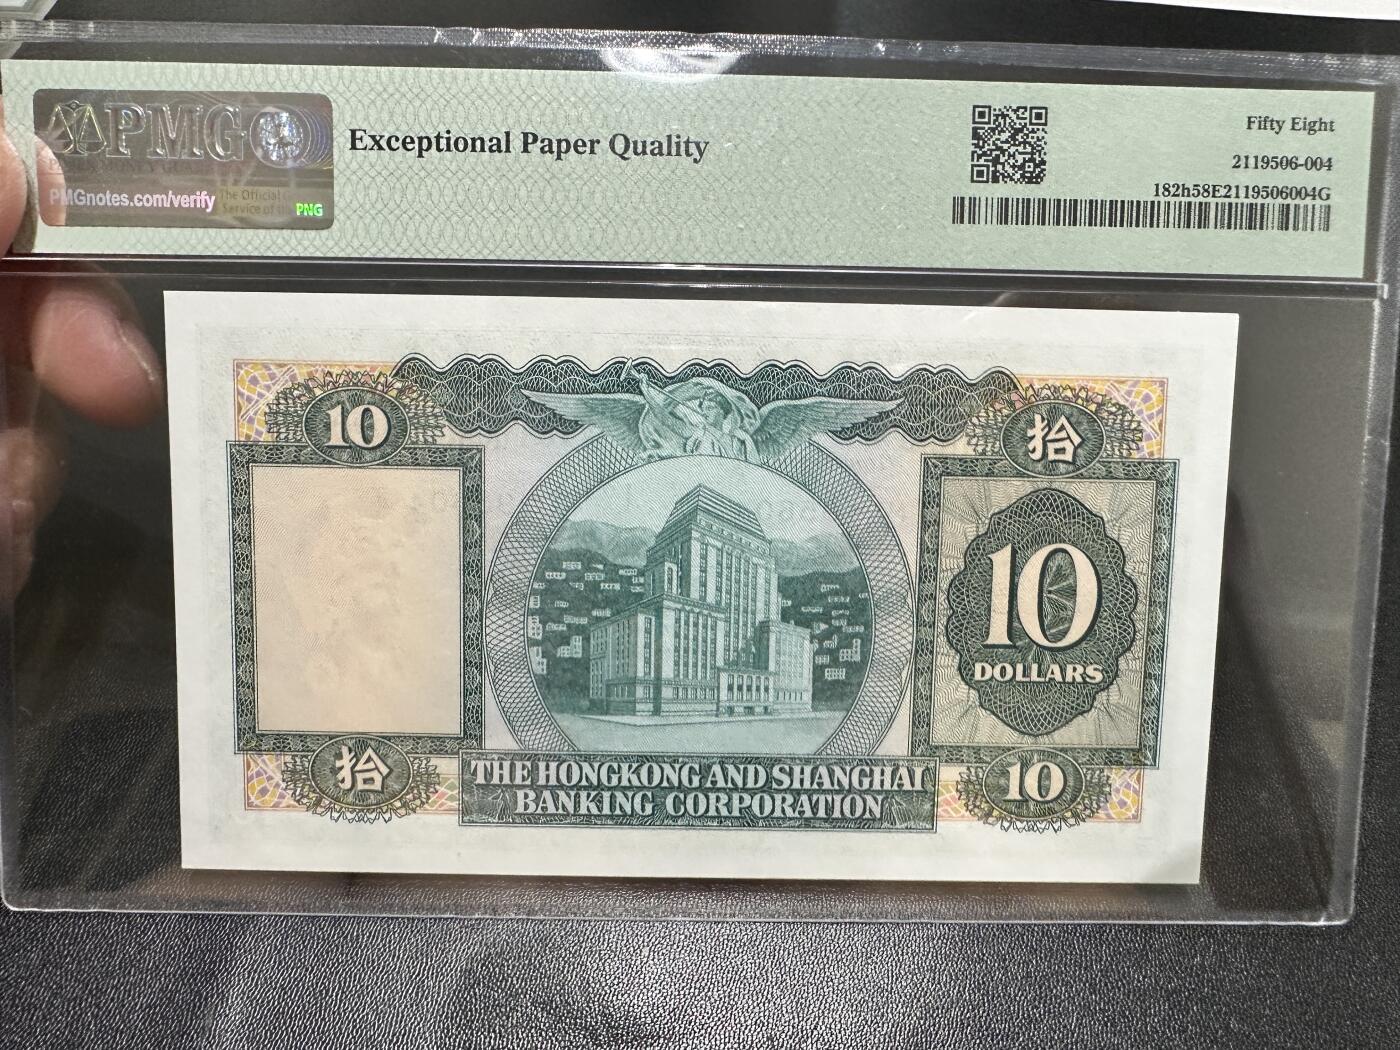 PMG
PMGnotes.com/verify
The Official
Service of
PNG
Exceptional Paper Quality
Fifty Eight
2119506-004
182h58E2119506004G
10
拾
10
DOLLARS
拾
THE HONGKONG AND SHANGHAI
BANKING CORPORATION
10